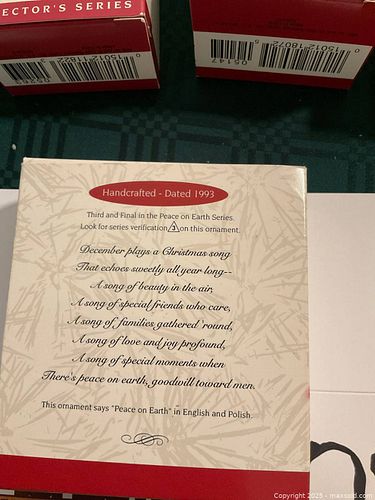 ECTOR'S SERIES
Handcrafted - Dated 1993
Third and Final in the Peace on Earth Series.
Look for series verification 3 on this ornament.
December plays a Christmas song
That echoes sweetly all year long--
A song of beauty in the air,
A song of special friends who care,
A song of families gathered 'round,
A song of love and joy profound,
A song of special moments when
There's peace on earth, goodwill toward men.
This ornament says "Peace on Earth" in English and Polish.
Copyright 2025 - maxsold.com